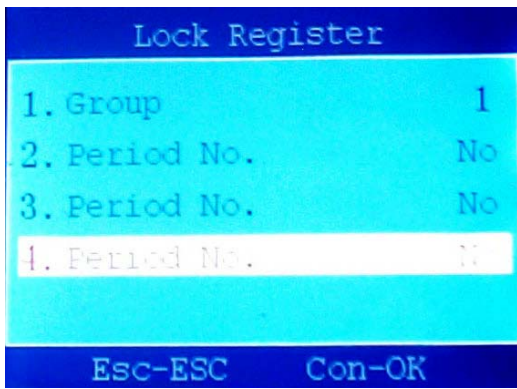 Lock Register
1. Group 1
2. Period No. No
3. Period No. No
4. Period No. No
Esc-ESC Con-OK